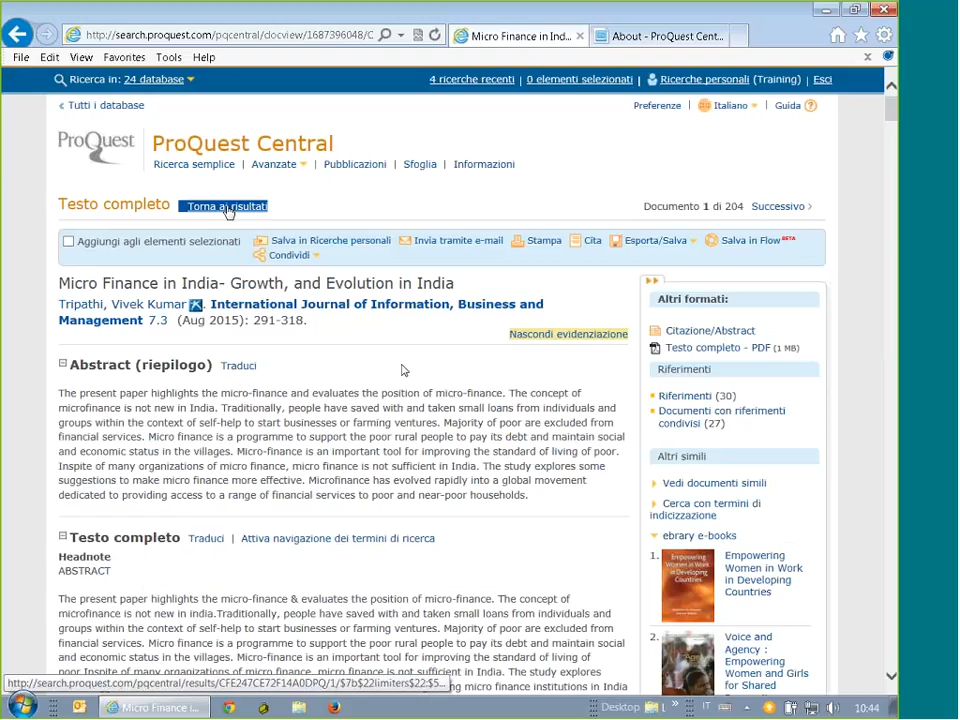 http://search.proquest.com/pqcentral/docview/1687396048/C
Micro Finance in Ind...
About - ProQuest Cent...
File Edit View Favorites Tools Help
Ricerca in: 24 database
4 ricerche recenti | 0 elementi selezionati | Ricerche personali (Training) | Esci
Tutti i database
Preferenze | Italiano | Guida ?
ProQuest
ProQuest Central
Ricerca semplice | Avanzate | Pubblicazioni | Sfoglia | Informazioni
Testo completo
Torna ai risultati
Documento 1 di 204 Successivo >
Aggiungi agli elementi selezionati
Salva in Ricerche personali
Invia tramite e-mail
Stampa
Cita
Esporta/Salva
Salva in Flow BETA
Condividi
Micro Finance in India- Growth, and Evolution in India
Tripathi, Vivek Kumar. International Journal of Information, Business and
Management 7.3 (Aug 2015): 291-318.
Nascondi evidenziazione
Abstract (riepilogo) Traduci
The present paper highlights the micro-finance and evaluates the position of micro-finance. The concept of
microfinance is not new in India. Traditionally, people have saved with and taken small loans from individuals and
groups within the context of self-help to start businesses or farming ventures. Majority of poor are excluded from
financial services. Micro finance is a programme to support the poor rural people to pay its debt and maintain social
and economic status in the villages. Micro-finance is an important tool for improving the standard of living of poor.
Inspite of many organizations of micro finance, micro finance is not sufficient in India. The study explores some
suggestions to make micro finance more effective. Microfinance has evolved rapidly into a global movement
dedicated to providing access to a range of financial services to poor and near-poor households.
Testo completo Traduci | Attiva navigazione dei termini di ricerca
Headnote
ABSTRACT
The present paper highlights the micro-finance & evaluates the position of micro-finance. The concept of
microfinance is not new in india.Traditionally, people have saved with and taken small loans from individuals and
groups within the context of self-help to start businesses or farming ventures. Majority of poor are excluded from
financial services. Micro finance is a programme to support the poor rural people to pay its debt and maintain social
and economic status in the villages. Micro-finance is an important tool for improving the standard of living of
ing micro finance institutions in India
Altri formati:
Citazione/Abstract
Testo completo - PDF (1 MB)
Riferimenti
Riferimenti (30)
Documenti con riferimenti
condivisi (27)
Altri simili
Vedi documenti simili
Cerca con termini di
indicizzazione
ebrary e-books
1.
Empowering
Women in Work
in Developing
Countries
2.
Voice and
Agency :
Empowering
Women and Girls
for Shared
http://search.proquest.com/pqcentral/results/CFE247CE72F14A0DPQ/1/$7b$22limiters$22:$5...
Micro Finance i...
Desktop
IT
10:44